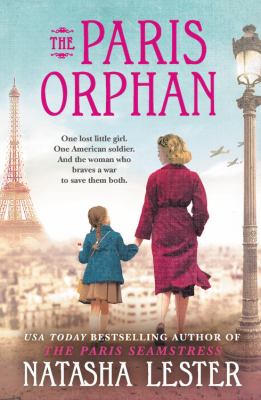 THE
PARIS
ORPHAN
One lost little girl.
One American soldier.
And the woman who
braves a war
to save them both.
USA TODAY BESTSELLING AUTHOR OF
THE PARIS SEAMSTRESS
NATASHA LESTER